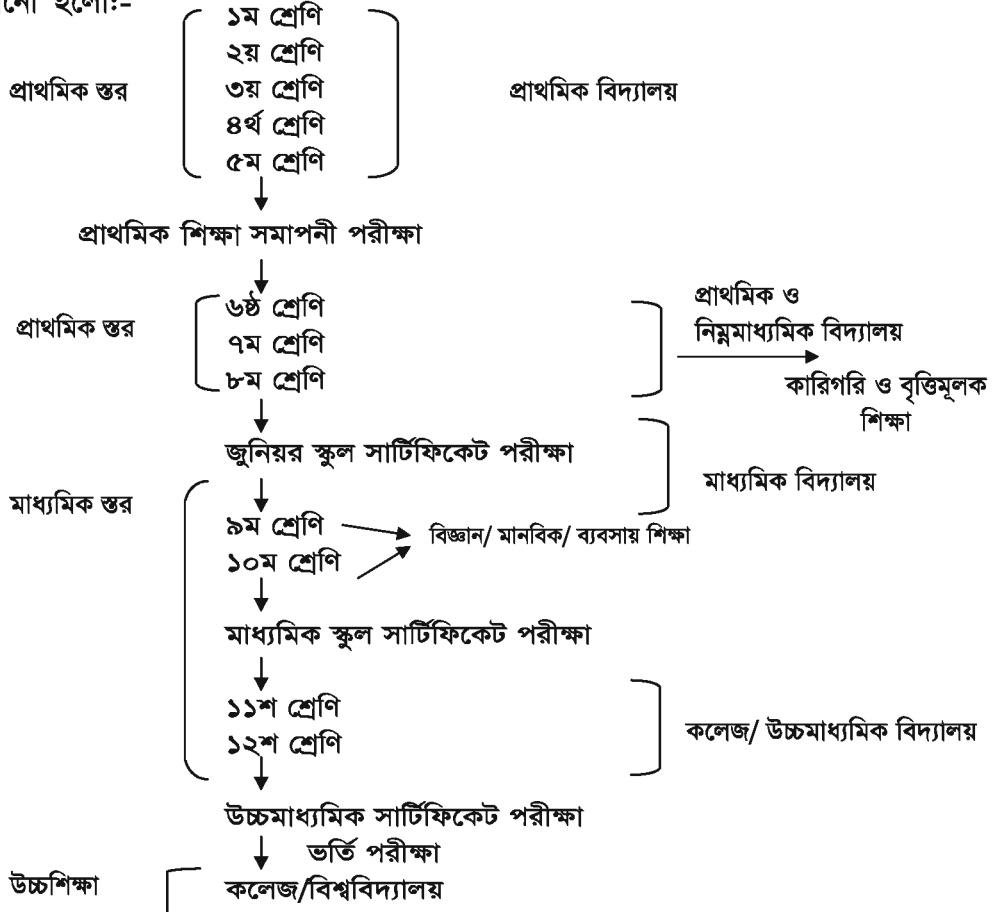 হলো:-
১ম শ্রেণি
২য় শ্রেণি
প্রাথমিক স্তর ৩য় শ্রেণি প্রাথমিক বিদ্যালয়
৪র্থ শ্রেণি
৫ম শ্রেণি
প্রাথমিক শিক্ষা সমাপনী পরীক্ষা
প্রাথমিক ও
৬ষ্ঠ শ্রেণি
প্রাথমিক স্তর ৭ম শ্রেণি নিম্নমাধ্যমিক বিদ্যালয়
৮ম শ্রেণি কারিগরি ও বৃত্তিমূলক
শিক্ষা
জুনিয়র স্কুল সার্টিফিকেট পরীক্ষা
মাধ্যমিক বিদ্যালয়
মাধ্যমিক স্তর
৯ম শ্রেণি বিজ্ঞান/ মানবিক/ ব্যবসায় শিক্ষা
১০ম শ্রেণি
মাধ্যমিক স্কুল সার্টিফিকেট পরীক্ষা
১১শ শ্রেণি
১২শ শ্রেণি কলেজ/ উচ্চমাধ্যমিক বিদ্যালয়
উচ্চমাধ্যমিক সার্টিফিকেট পরীক্ষা
ভর্তি পরীক্ষা
উচ্চশিক্ষা কলেজ/বিশ্ববিদ্যালয়